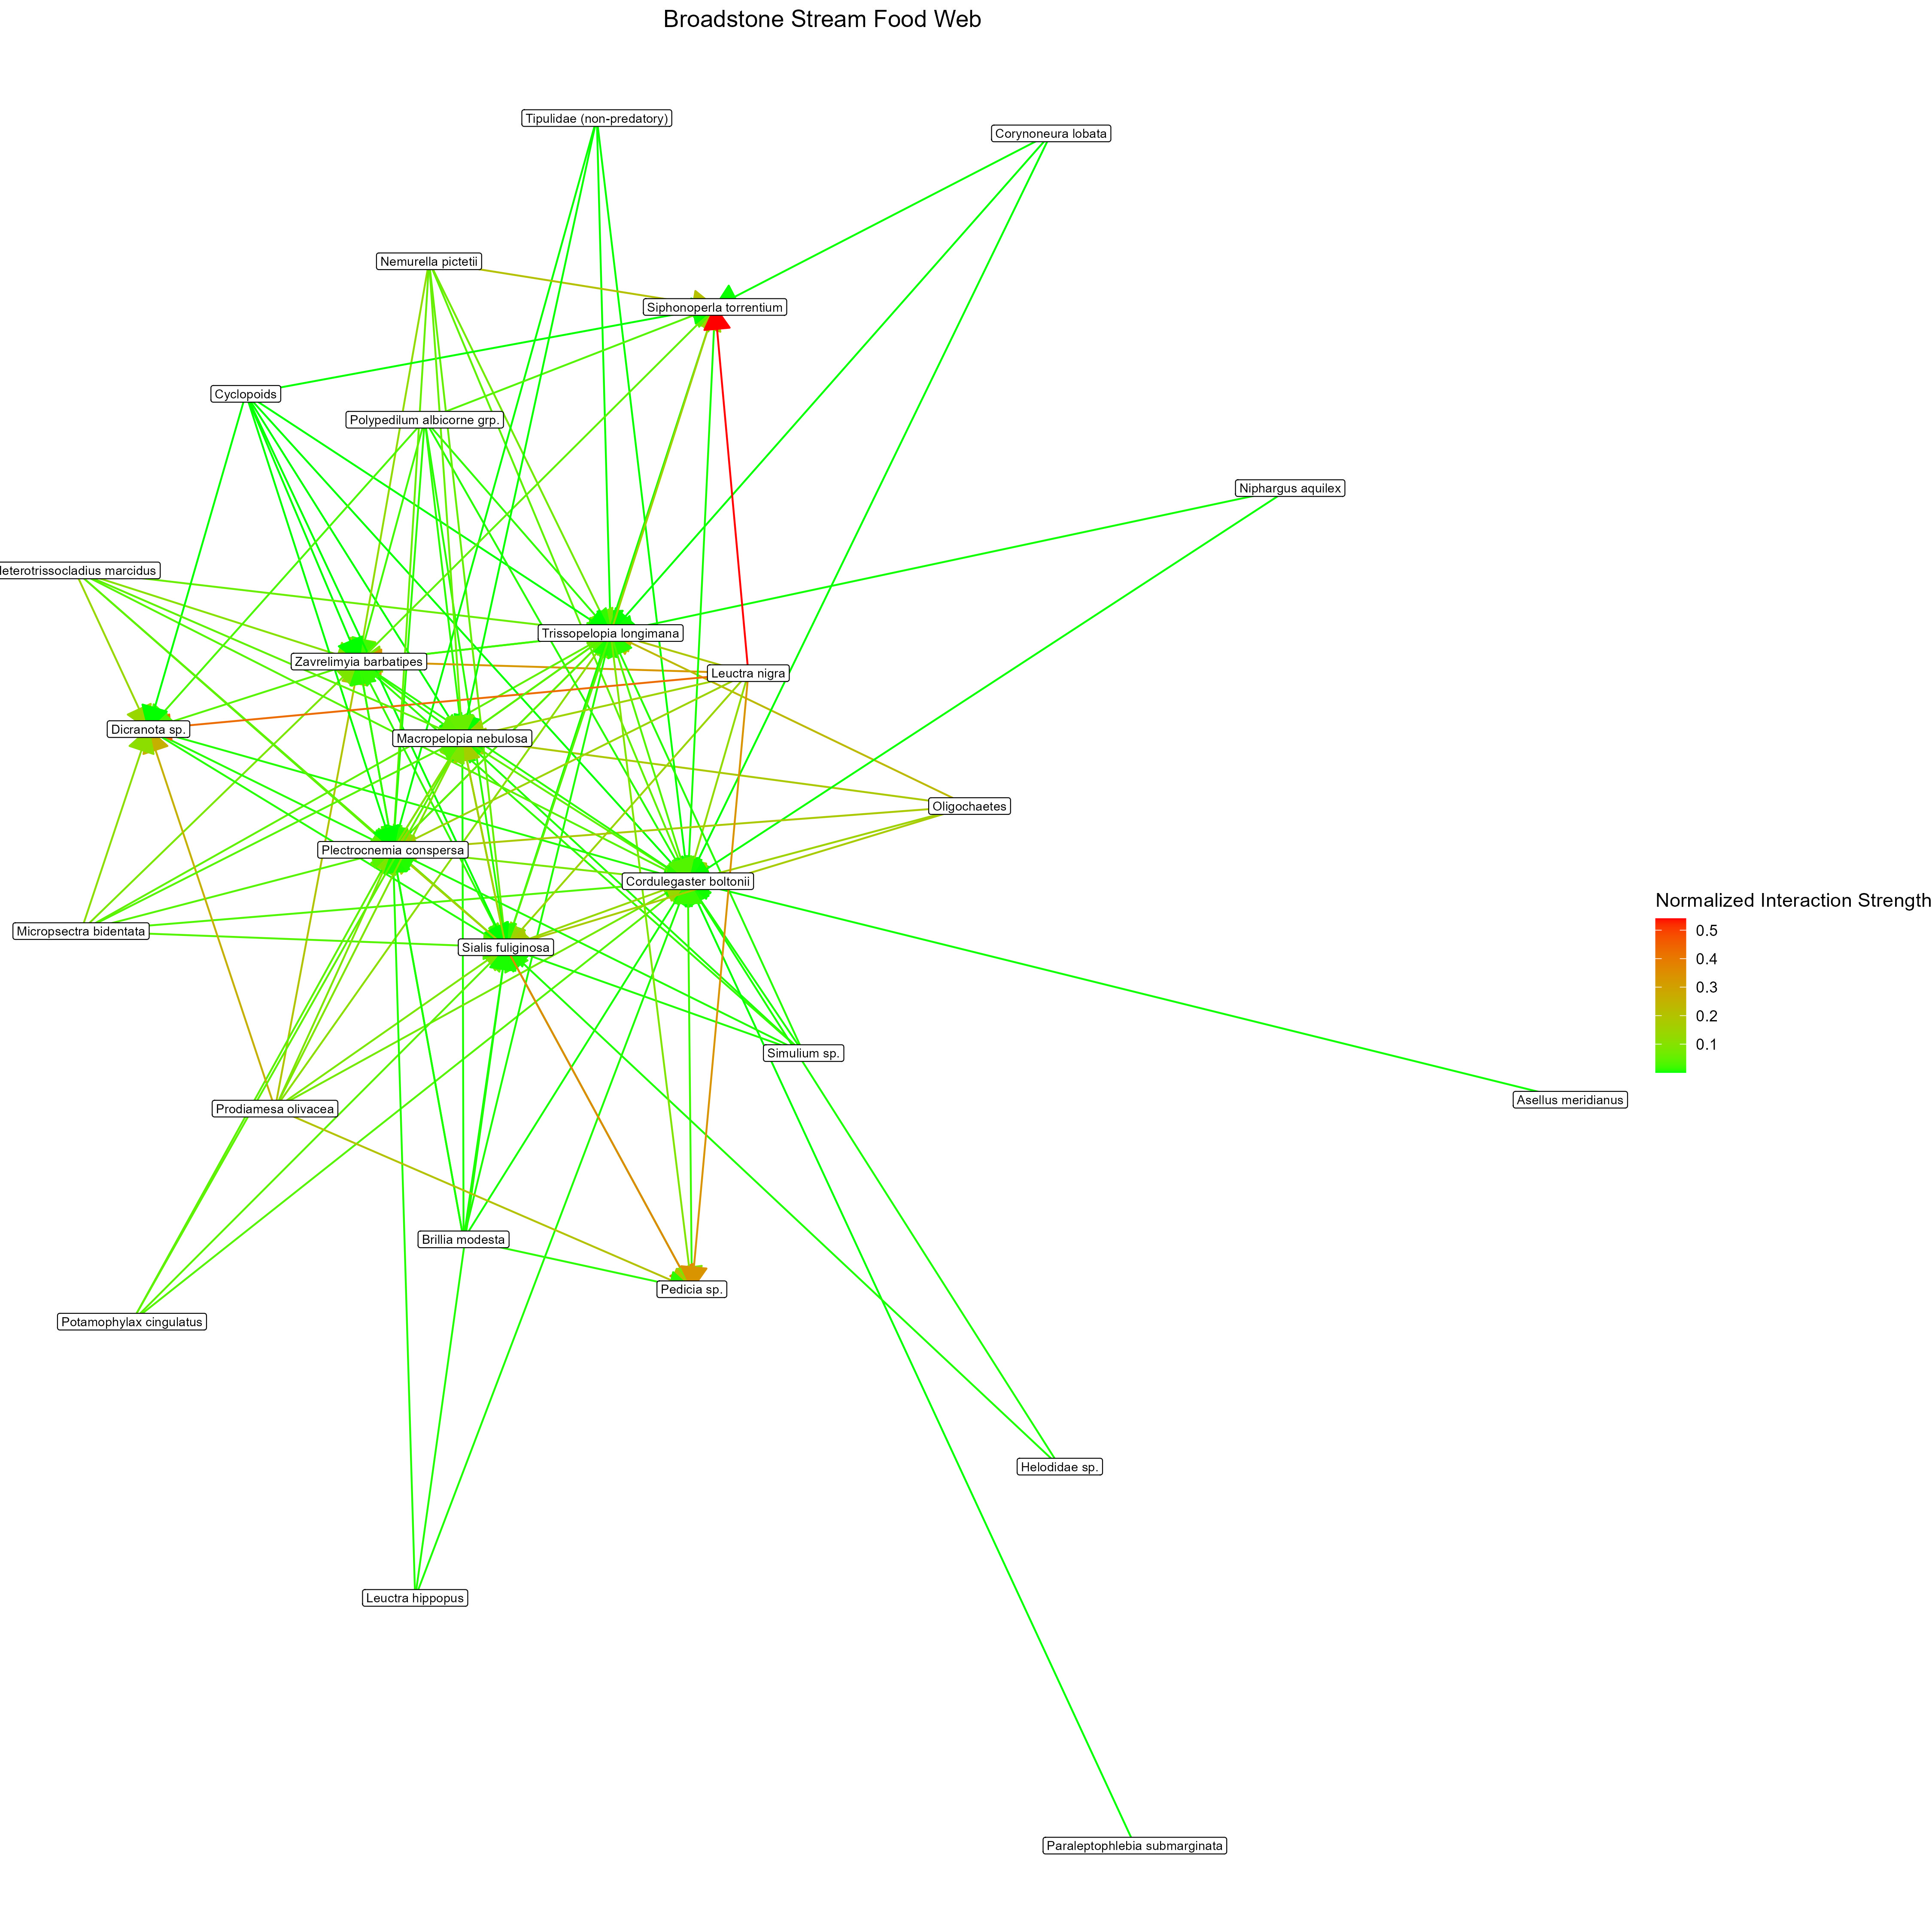 Broadstone Stream Food Web
Tipulidae (non-predatory)
Corynoneura lobata
Nemurella pictetii
Siphonoperla torrentium
Cyclopoids
Polypedilum albicorne grp.
Niphargus aquilex
eterotrissocladius marcidus
Trissopelopia longimana
Zavrelimyia barbatipes
Leuctra nigra
Dicranota sp.
Macropelopia nebulosa
Oligochaetes
Plectrocnemia conspersa
Cordulegaster boltonii
Normalized Interaction Strength
0.5
0.4
0.3
0.2
0.1
Micropsectra bidentata
Sialis fuliginosa
Simulium sp.
Asellus meridianus
Prodiamesa olivacea
Brillia modesta
Pedicia sp.
Potamophylax cingulatus
Helodidae sp.
Leuctra hippopus
Paraleptophlebia submarginata